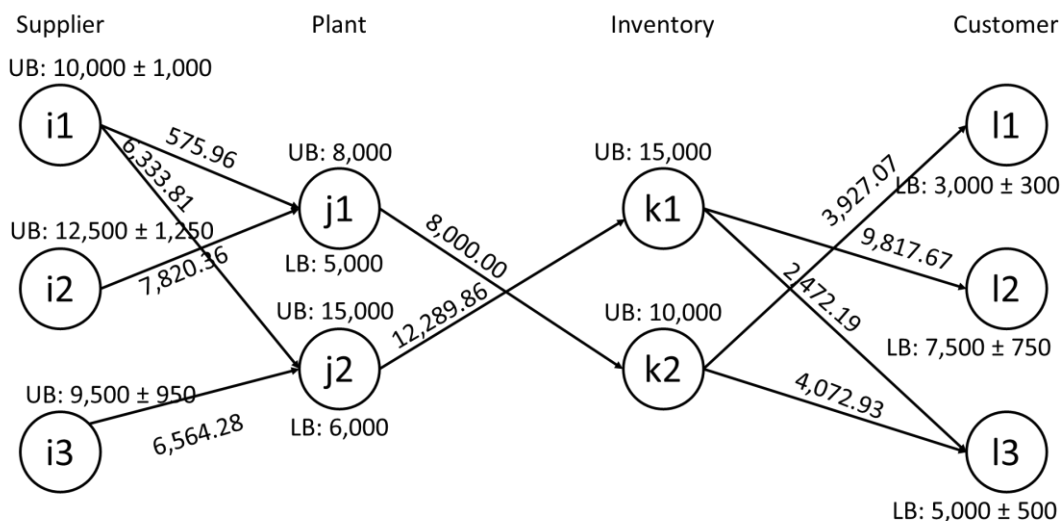 Supplier Plant Inventory Customer
UB: 10,000 ± 1,000
i1
575.96
6,333.81
UB: 12,500 ± 1,250
i2
7,820.36
UB: 9,500 ± 950
i3
6,564.28
UB: 8,000
j1
LB: 5,000
8,000.00
UB: 15,000
j2
LB: 6,000
12,289.86
UB: 15,000
k1
9,817.67
2,472.19
UB: 10,000
k2
3,927.07
4,072.93
l1
LB: 3,000 ± 300
l2
LB: 7,500 ± 750
l3
LB: 5,000 ± 500